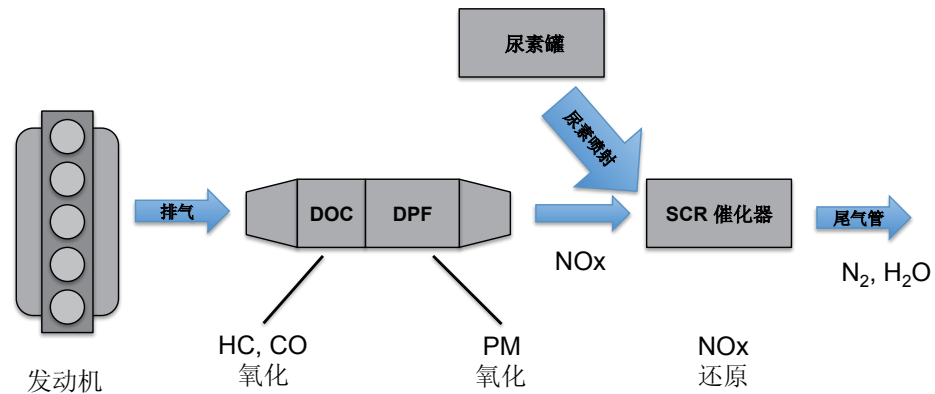 尿素罐
尿素喷射
排气
DOC
DPF
SCR 催化器
尾气管
NOx
N₂, H₂O
HC, CO
氧化
PM
氧化
NOx
还原
发动机